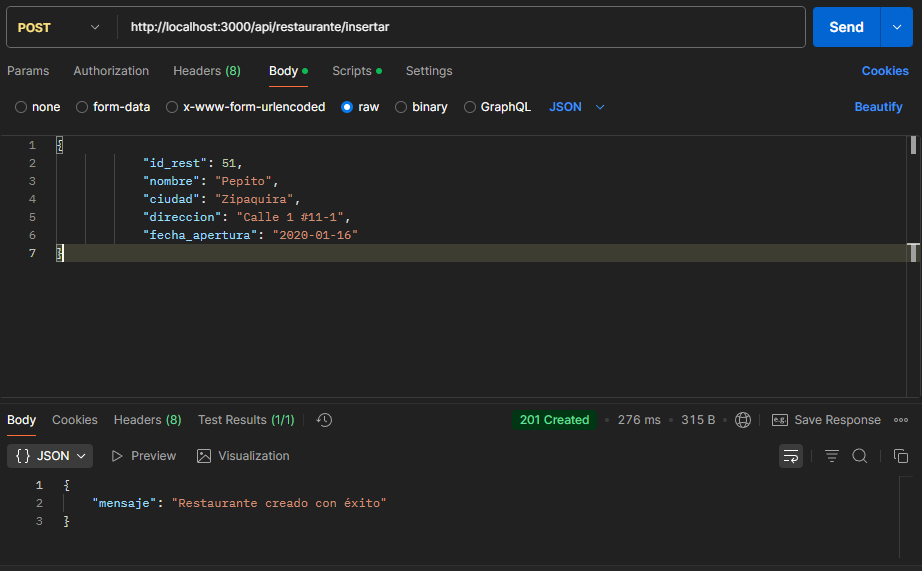 POST http://localhost:3000/api/restaurante/insertar Send
Params Authorization Headers (8) Body Scripts Settings Cookies
none form-data x-www-form-urlencoded raw binary GraphQL JSON Beautify
1 {
2 "id_rest": 51,
3 "nombre": "Pepito",
4 "ciudad": "Zipaquira",
5 "direccion": "Calle 1 #11-1",
6 "fecha_apertura": "2020-01-16"
7 }
Body Cookies Headers (8) Test Results (1/1) 201 Created • 276 ms • 315 B e.g. Save Response
{} JSON Preview Visualization
1 {
2 "mensaje": "Restaurante creado con éxito"
3 }